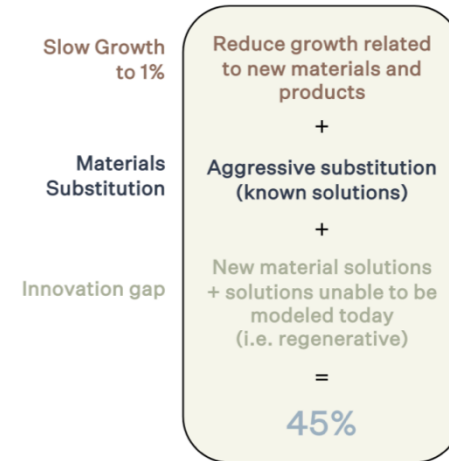 Slow Growth
to 1%
Reduce growth related
to new materials and
products
+
Materials
Substitution
Aggressive substitution
(known solutions)
+
Innovation gap
New material solutions
+ solutions unable to be
modeled today
(i.e. regenerative)
=
45%